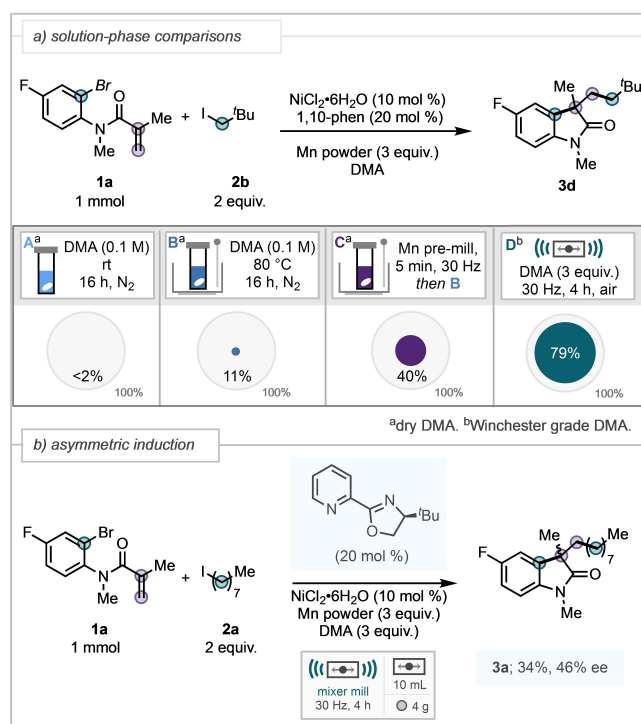 a) solution-phase comparisons
F
Br
O
N
Me
Me
1a
1 mmol
+
I
tBu
2b
2 equiv.
NiCl2•6H2O (10 mol %)
1,10-phen (20 mol %)
Mn powder (3 equiv.)
DMA
F
Me
tBu
O
N
Me
3d
Aa
DMA (0.1 M)
rt
16 h, N2
Ba
DMA (0.1 M)
80 °C
16 h, N2
Ca
Mn pre-mill,
5 min, 30 Hz
then B
Db
DMA (3 equiv.)
30 Hz, 4 h, air
<2%
100%
11%
100%
40%
100%
79%
100%
adry DMA. bWinchester grade DMA.
b) asymmetric induction
F
Br
O
N
Me
Me
1a
1 mmol
+
I
Me
7
2a
2 equiv.
N
N
O
tBu
(20 mol %)
NiCl2•6H2O (10 mol %)
Mn powder (3 equiv.)
DMA (3 equiv.)
mixer mill
30 Hz, 4 h
10 mL
4 g
F
Me
Me
7
O
N
Me
3a; 34%, 46% ee